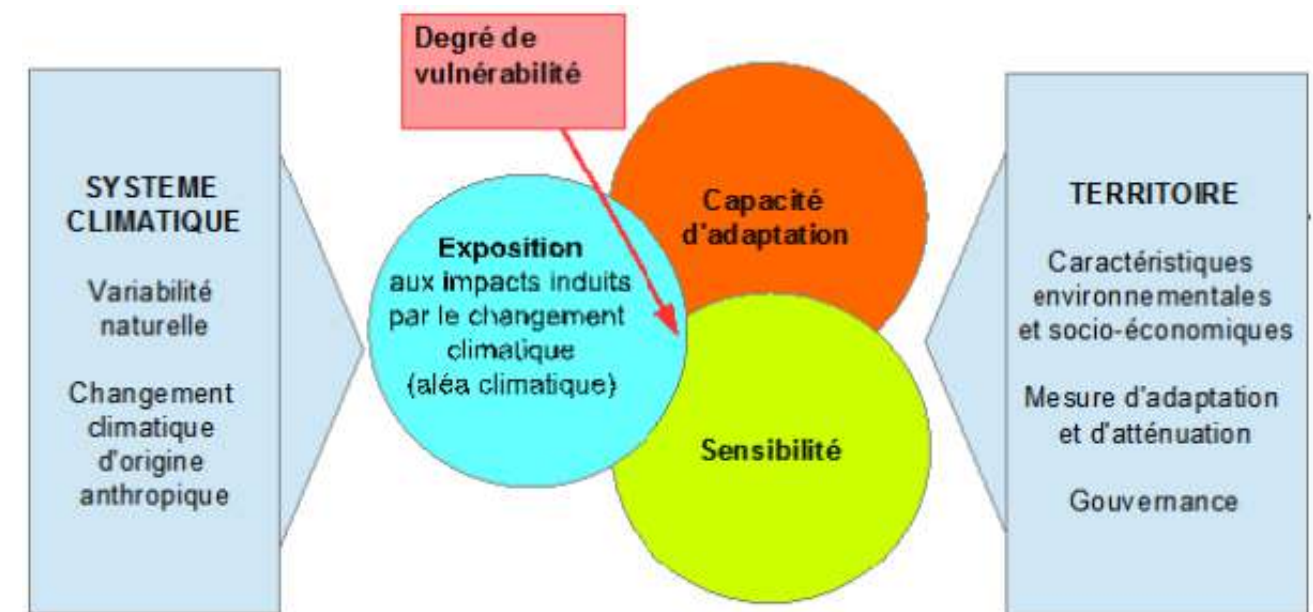 Degré de
vulnérabilité
SYSTEME
CLIMATIQUE
Variabilité
naturelle
Changement
climatique
d'origine
anthropique
Exposition
aux impacts induits
par le changement
climatique
(aléa climatique)
Capacité
d'adaptation
Sensibilité
TERRITOIRE
Caractéristiques
environnementales
et socio-économiques
Mesure d'adaptation
et d'atténuation
Gouvernance